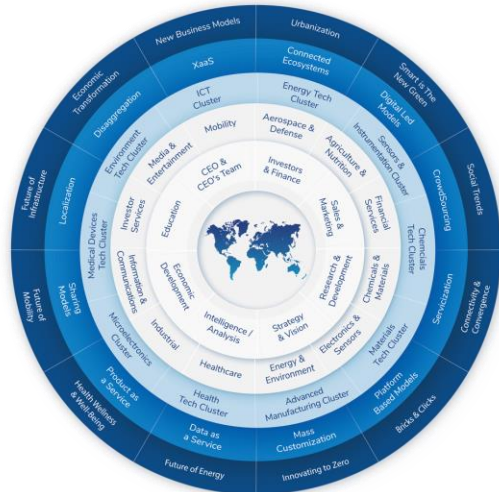 New Business Models
Urbanization
Smart is The
New Green
Social Trends
Connectivity &
Convergence
Bricks & Clicks
Innovating to Zero
Future of Energy
Health Wellness
& Well-Being
Future of
Mobility
Future of
Infrastructure
Economic
Transformation
XaaS
Connected
Ecosystems
Digital Led
Models
CrowdSourcing
Servicization
Platform
Based Models
Mass
Customization
Data as
a Service
Product as
a Service
Sharing
Models
Localization
Disaggregation
ICT
Cluster
Energy Tech
Cluster
Sensors &
Instrumentation Cluster
Chemcials
Tech Cluster
Materials
Tech Cluster
Advanced
Manufacturing Cluster
Health
Tech Cluster
Microelectronics
Cluster
Medical Devices
Tech Cluster
Environment
Tech Cluster
Mobility
Aerospace &
Defense
Agriculture &
Nutrition
Financial
Services
Chemicals &
Materials
Electronics &
Sensors
Energy &
Environment
Healthcare
Industrial
Information &
Communications
Investor
Services
Media &
Entertainment
CEO &
CEO's Team
Investors
& Finance
Sales &
Marketing
Research &
Development
Strategy
& Vision
Intelligence /
Analysis
Economic
Development
Education